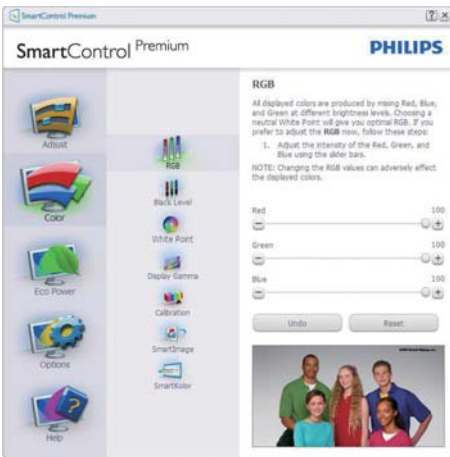 SmartControl Premium
SmartControl Premium
PHILIPS
Adjust
Color
Eco Power
Options
Help
RGB
Black Level
White Point
Display Gamma
Calibration
SmartImage
SmartKolor
RGB
All displayed colors are produced by mixing Red, Blue,
and Green at different brightness levels. Choosing a
neutral White Point will give you optimal RGB. If you
prefer to adjust the RGB now, follow these steps:
1. Adjust the intensity of the Red, Green, and
Blue using the slider bars.
NOTE: Changing the RGB values can adversely effect
the displayed colors.
Red 100
Green 100
Blue 100
Undo Reset